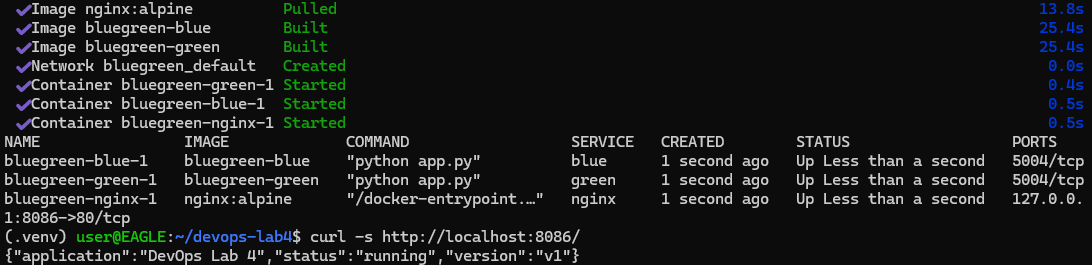 ✔Image nginx:alpine Pulled 13.8s
✔Image bluegreen-blue Built 25.4s
✔Image bluegreen-green Built 25.4s
✔Network bluegreen_default Created 0.0s
✔Container bluegreen-green-1 Started 0.4s
✔Container bluegreen-blue-1 Started 0.5s
✔Container bluegreen-nginx-1 Started 0.5s
NAME IMAGE COMMAND SERVICE CREATED STATUS PORTS
bluegreen-blue-1 bluegreen-blue "python app.py" blue 1 second ago Up Less than a second 5004/tcp
bluegreen-green-1 bluegreen-green "python app.py" green 1 second ago Up Less than a second 5004/tcp
bluegreen-nginx-1 nginx:alpine "/docker-entrypoint.…" nginx 1 second ago Up Less than a second 127.0.0.
1:8086->80/tcp
(.venv) user@EAGLE:~/devops-lab4$ curl -s http://localhost:8086/
{"application":"DevOps Lab 4","status":"running","version":"v1"}